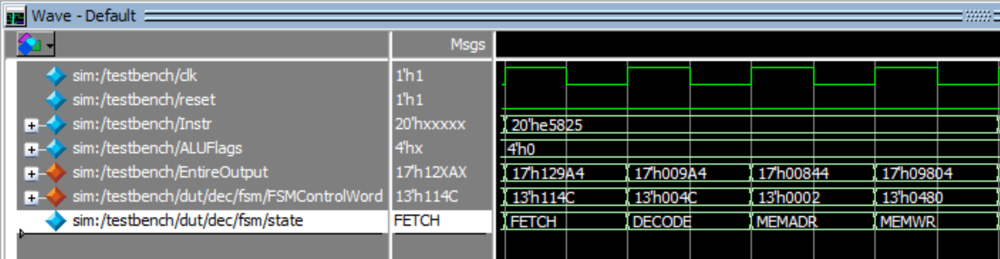 Wave - Default
Msgs
sim:/testbench/clk 1'h1
sim:/testbench/reset 1'h1
sim:/testbench/Instr 20'hxxxxx 20'he5825
sim:/testbench/ALUFlags 4'hx 4'h0
sim:/testbench/EntireOutput 17'h12XAX 17'h129A4 17'h009A4 17'h00844 17'h09804
sim:/testbench/dut/dec/fsm/FSMControlWord 13'h114C 13'h114C 13'h004C 13'h0002 13'h0480
sim:/testbench/dut/dec/fsm/state FETCH FETCH DECODE MEMADR MEMWR